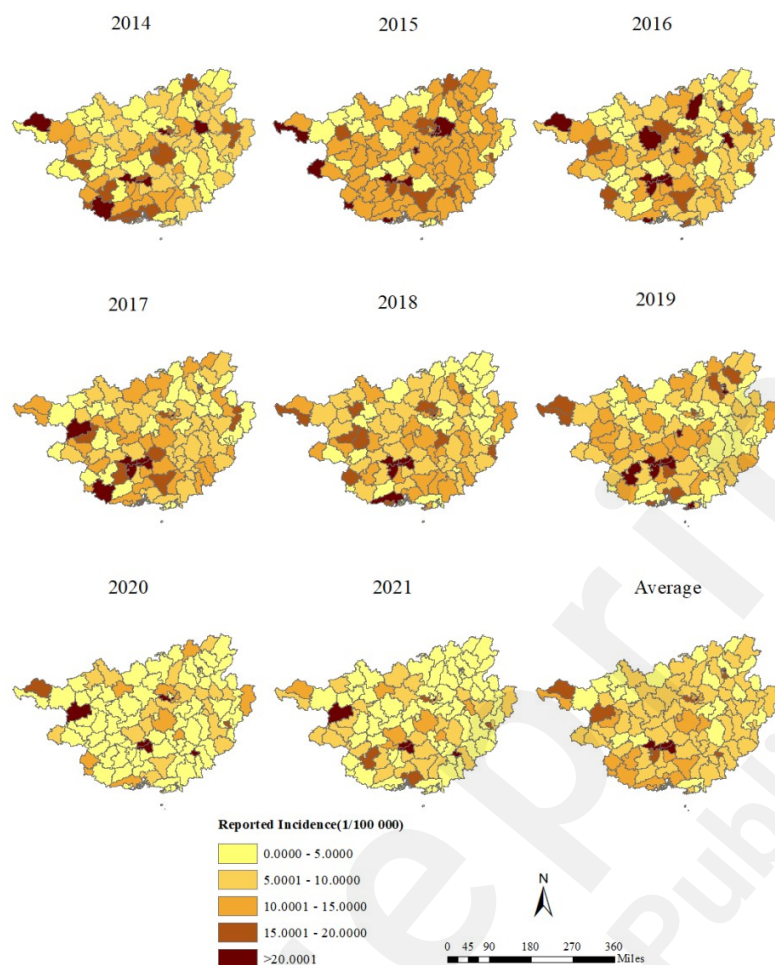 2014 2015 2016
2017 2018 2019
2020 2021 Average
Reported Incidence(1/100 000)
0.0000 - 5.0000
5.0001 - 10.0000
10.0001 - 15.0000
15.0001 - 20.0000
>20.0001
N
0 45 90 180 270 360
Miles